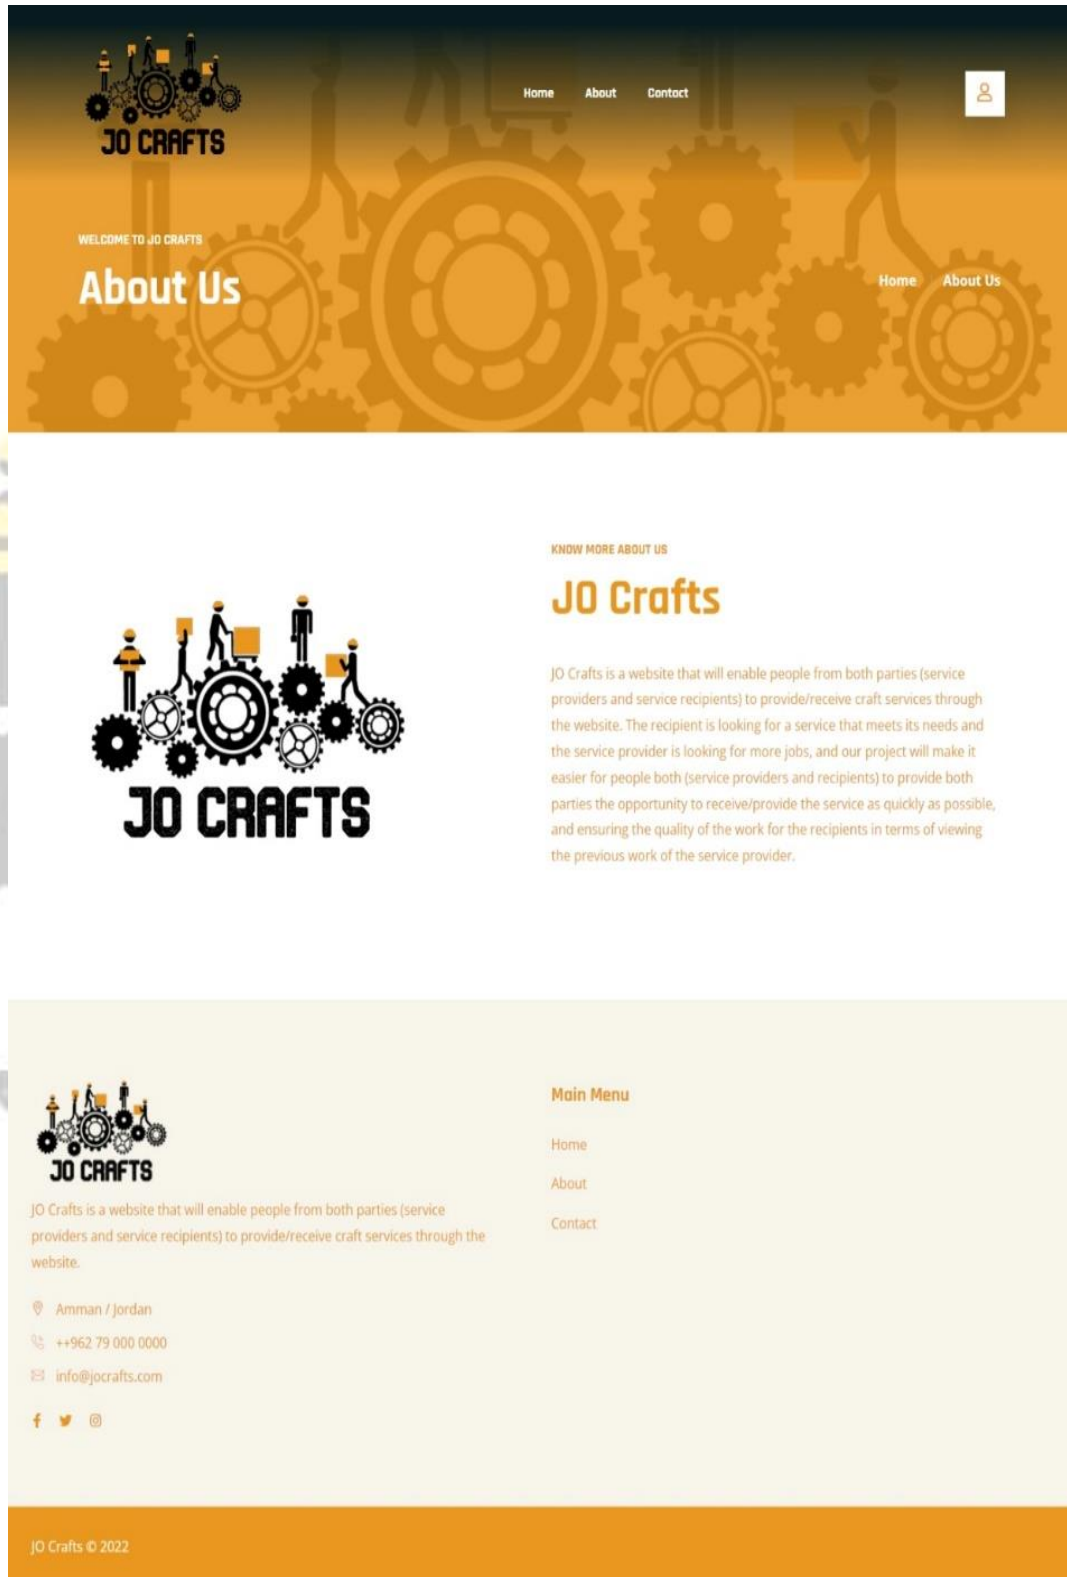 JO CRAFTS
Home
About
Contact
WELCOME TO JO CRAFTS
About Us
Home
About Us
KNOW MORE ABOUT US
JO Crafts
JO CRAFTS
JO Crafts is a website that will enable people from both parties (service
providers and service recipients) to provide/receive craft services through
the website. The recipient is looking for a service that meets its needs and
the service provider is looking for more jobs, and our project will make it
easier for people both (service providers and recipients) to provide both
parties the opportunity to receive/provide the service as quickly as possible,
and ensuring the quality of the work for the recipients in terms of viewing
the previous work of the service provider.
JO CRAFTS
JO Crafts is a website that will enable people from both parties (service
providers and service recipients) to provide/receive craft services through the
website.
Amman / Jordan
++962 79 000 0000
info@jocrafts.com
Main Menu
Home
About
Contact
JO Crafts © 2022